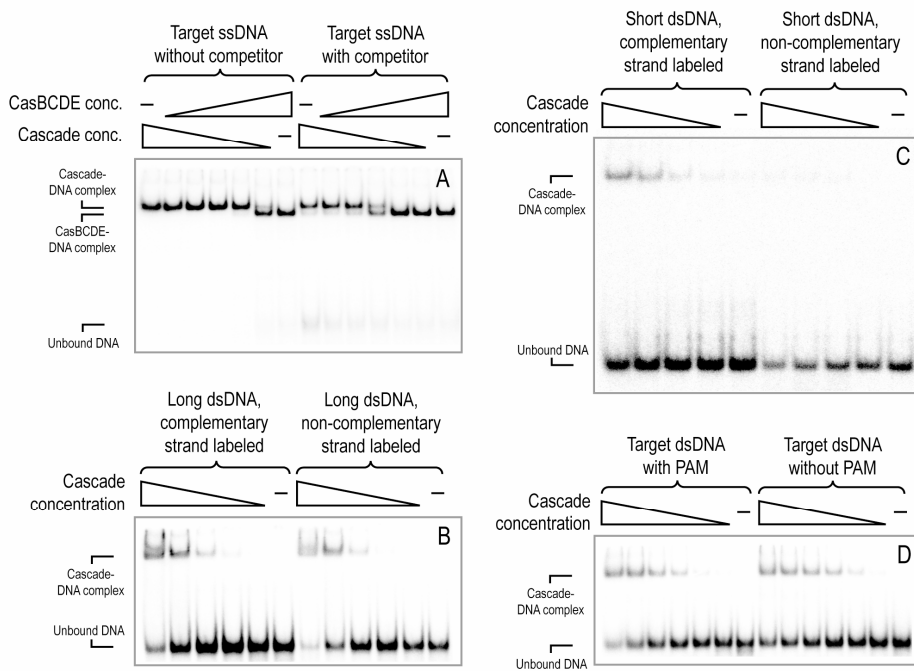 Target ssDNA
without competitor
Target ssDNA
with competitor
CasBCDE conc.
–
–
Cascade conc.
–
–
A
Cascade-
DNA complex
CasBCDE-
DNA complex
Unbound DNA
Short dsDNA,
complementary
strand labeled
Short dsDNA,
non-complementary
strand labeled
Cascade
concentration
–
–
C
Cascade-
DNA complex
Unbound DNA
Long dsDNA,
complementary
strand labeled
Long dsDNA,
non-complementary
strand labeled
Cascade
concentration
–
–
B
Cascade-
DNA complex
Unbound DNA
Target dsDNA
with PAM
Target dsDNA
without PAM
Cascade
concentration
–
–
D
Cascade-
DNA complex
Unbound DNA